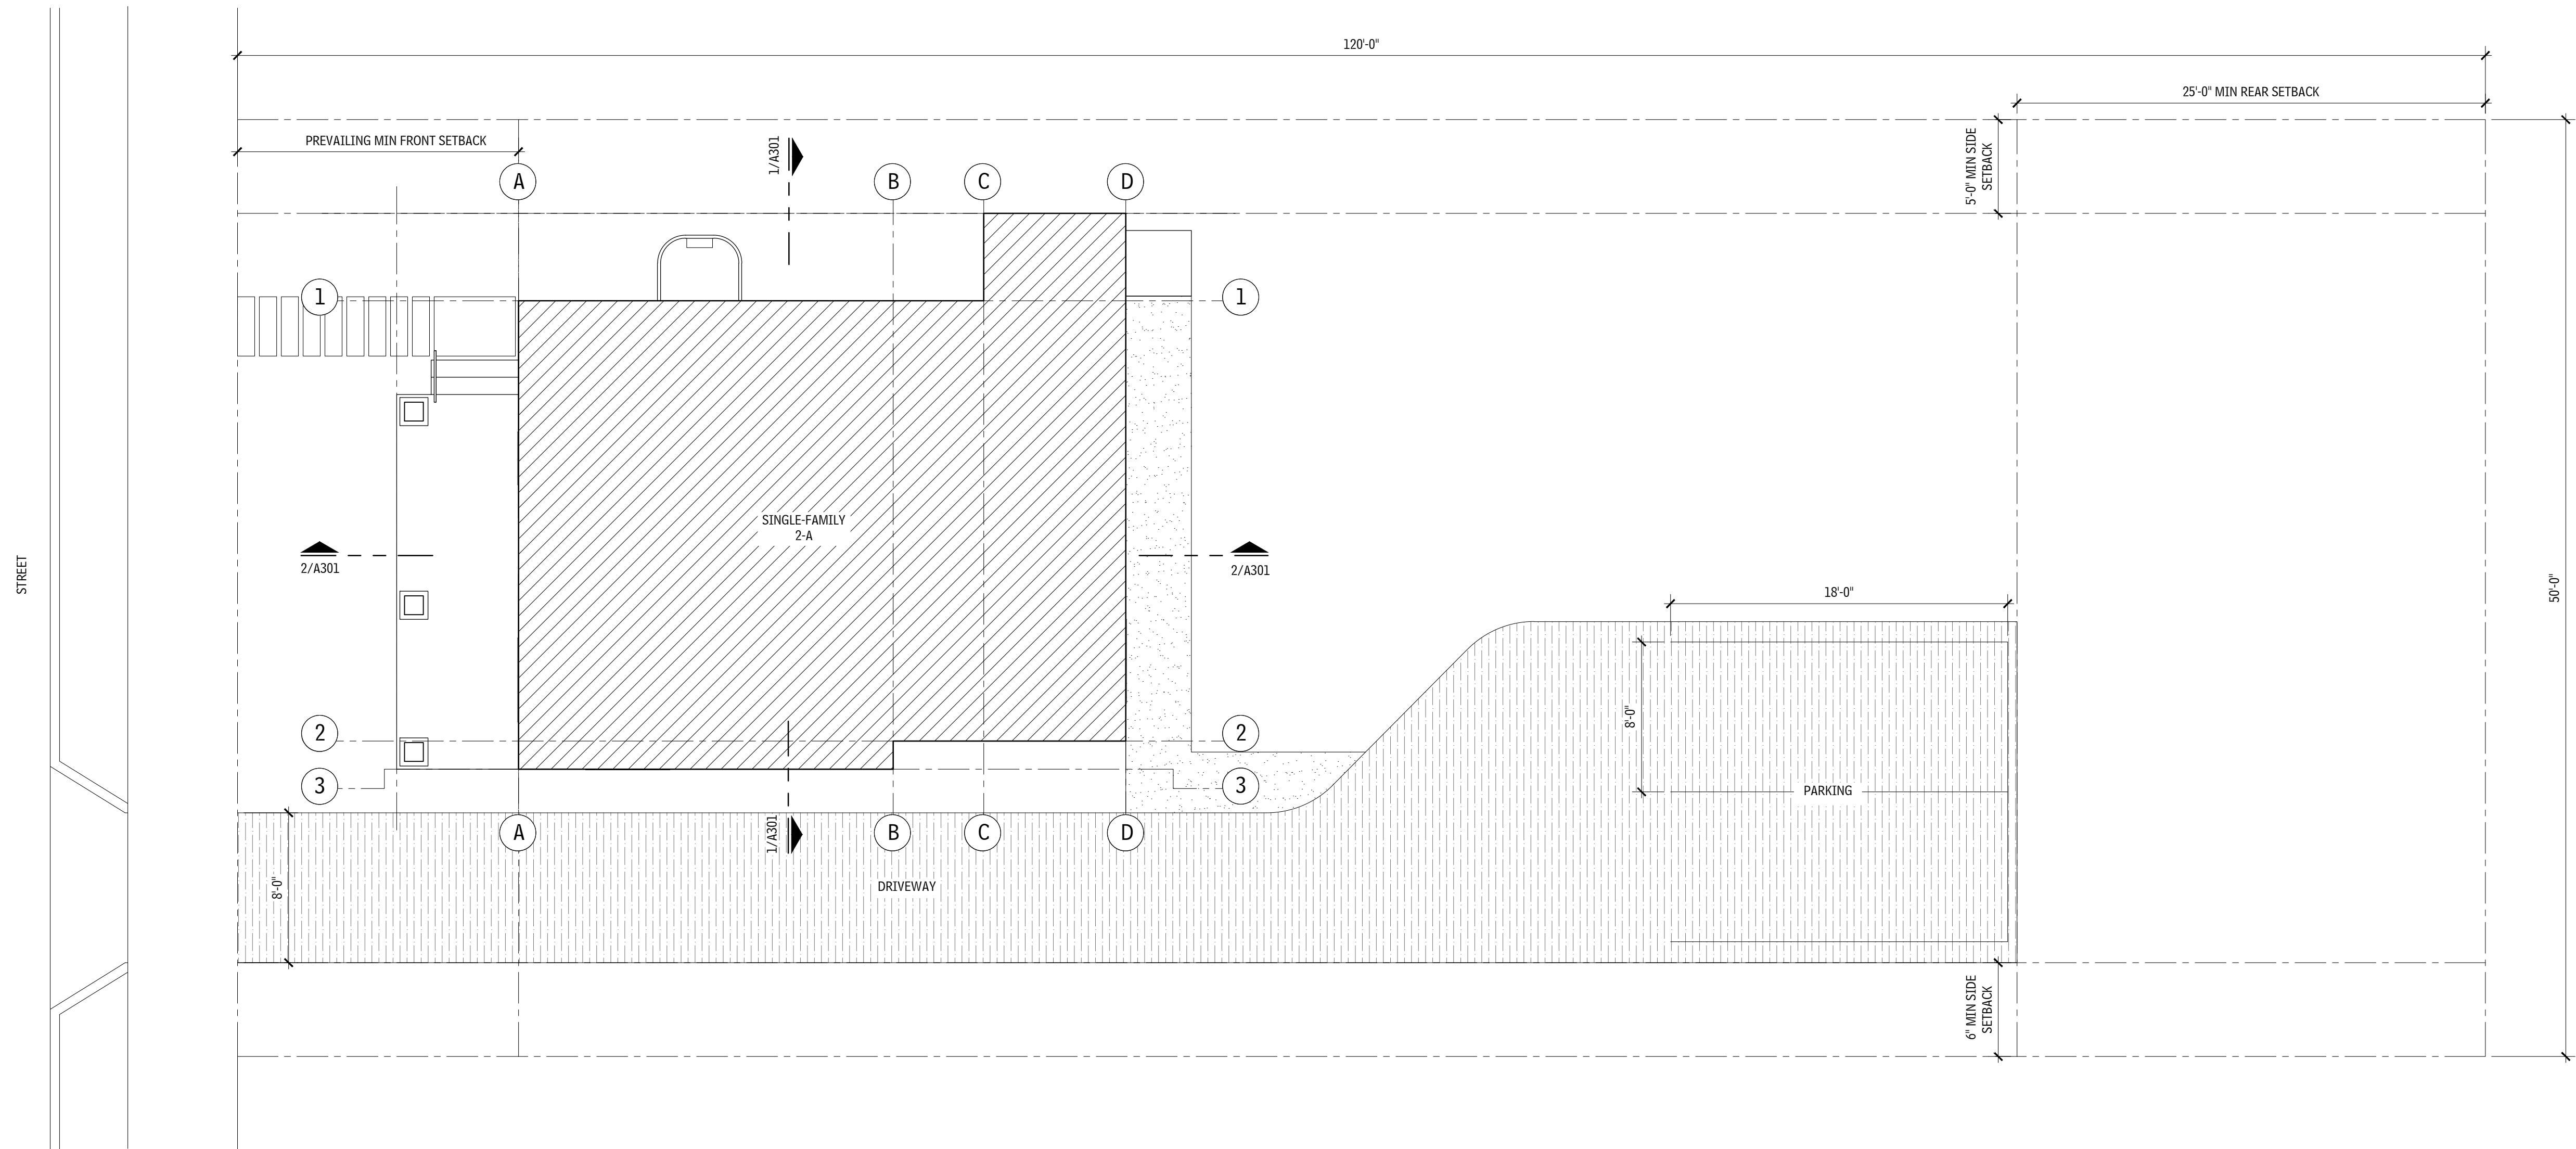 120'-0"
25'-0" MIN REAR SETBACK
PREVAILING MIN FRONT SETBACK
1/A301
5'-0" MIN SIDE
SETBACK
A
B
C
D
1
1
SINGLE-FAMILY
2-A
STREET
2/A301
2/A301
50'-0"
18'-0"
8'-0"
2
2
3
3
PARKING
A
1/A301
B
C
D
8'-0"
DRIVEWAY
6" MIN SIDE
SETBACK